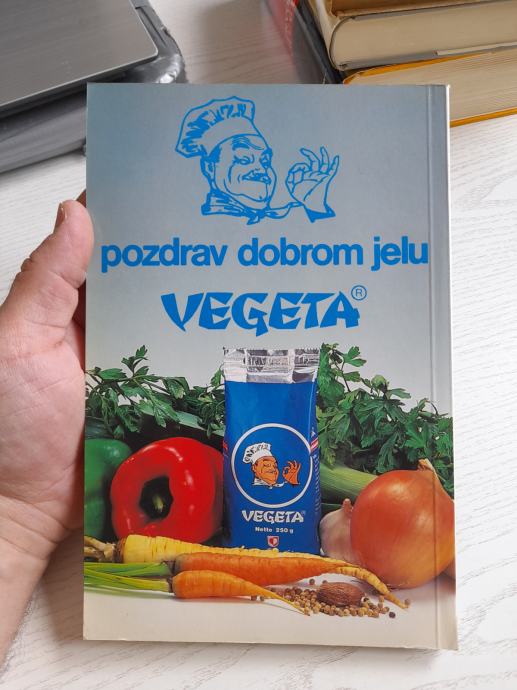 pozdrav dobrom jelu
VEGETA®
VEGETA®
Netto 250 g